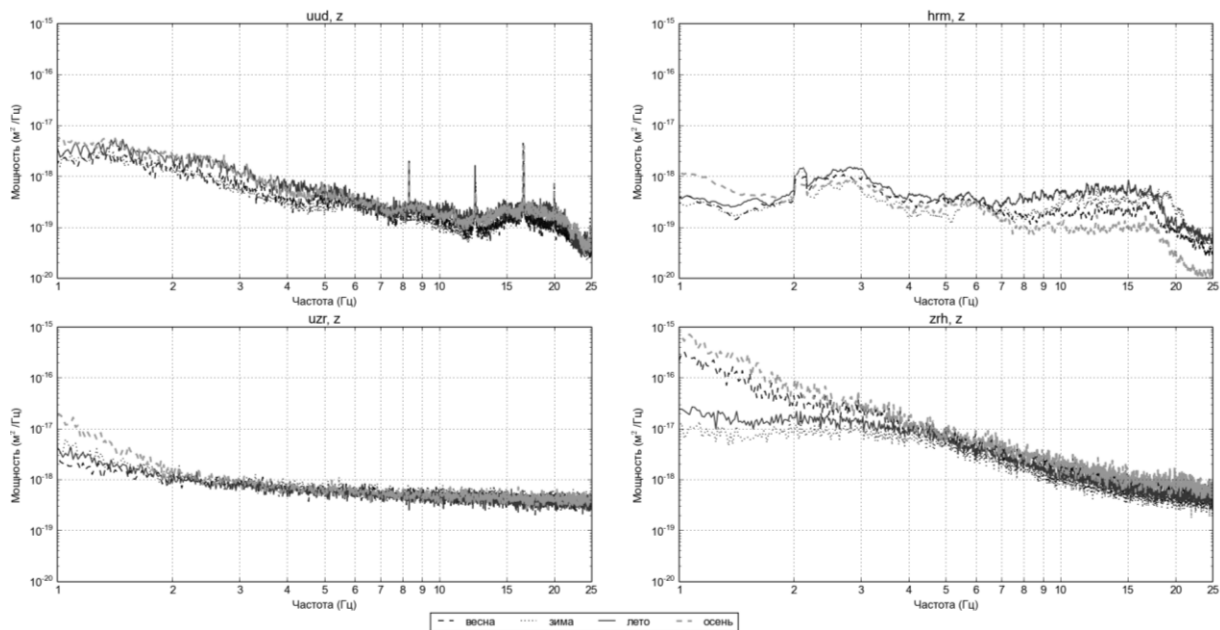 uud, z
10⁻¹⁵
10⁻¹⁶
10⁻¹⁷
10⁻¹⁸
10⁻¹⁹
10⁻²⁰
Мощность (м² /Гц)
1 2 3 4 5 6 7 8 9 10 15 20 25
Частота (Гц)
hrm, z
10⁻¹⁵
10⁻¹⁶
10⁻¹⁷
10⁻¹⁸
10⁻¹⁹
10⁻²⁰
Мощность (м² /Гц)
1 2 3 4 5 6 7 8 9 10 15 20 25
Частота (Гц)
uzr, z
10⁻¹⁵
10⁻¹⁶
10⁻¹⁷
10⁻¹⁸
10⁻¹⁹
10⁻²⁰
Мощность (м² /Гц)
1 2 3 4 5 6 7 8 9 10 15 20 25
Частота (Гц)
zrh, z
10⁻¹⁵
10⁻¹⁶
10⁻¹⁷
10⁻¹⁸
10⁻¹⁹
10⁻²⁰
Мощность (м² /Гц)
1 2 3 4 5 6 7 8 9 10 15 20 25
Частота (Гц)
весна зима лето осень